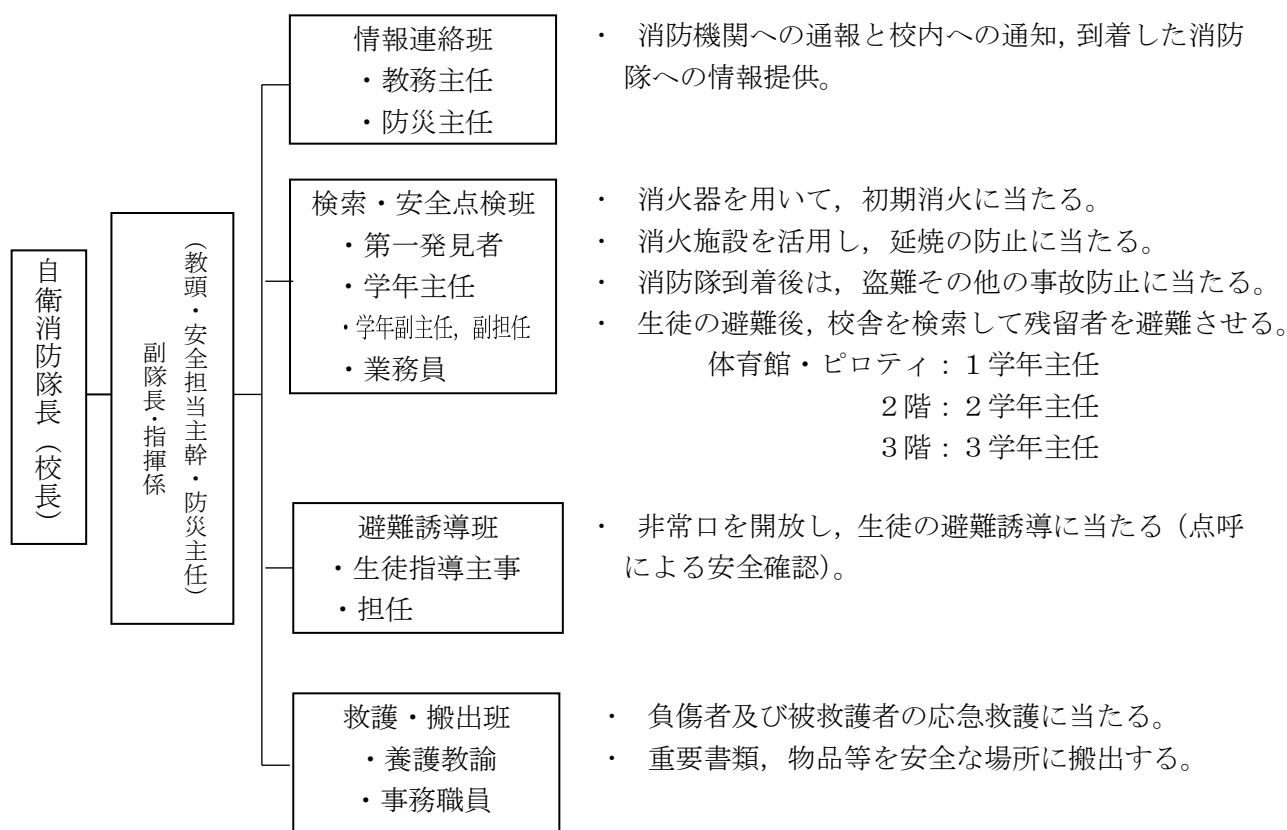 自衛消防隊長（校長）
副隊長・指揮係
（教頭・安全担当主幹・防災主任）
情報連絡班
・教務主任
・防災主任
・ 消防機関への通報と校内への通知，到着した消防
隊への情報提供。
検索・安全点検班
・第一発見者
・学年主任
・学年副主任，副担任
・業務員
・ 消火器を用いて，初期消火に当たる。
・ 消火施設を活用し，延焼の防止に当たる。
・ 消防隊到着後は，盗難その他の事故防止に当たる。
・ 生徒の避難後，校舎を検索して残留者を避難させる。
体育館・ピロティ：１学年主任
２階：２学年主任
３階：３学年主任
避難誘導班
・生徒指導主事
・担任
・ 非常口を開放し，生徒の避難誘導に当たる（点呼
による安全確認）。
救護・搬出班
・養護教諭
・事務職員
・ 負傷者及び被救護者の応急救護に当たる。
・ 重要書類，物品等を安全な場所に搬出する。